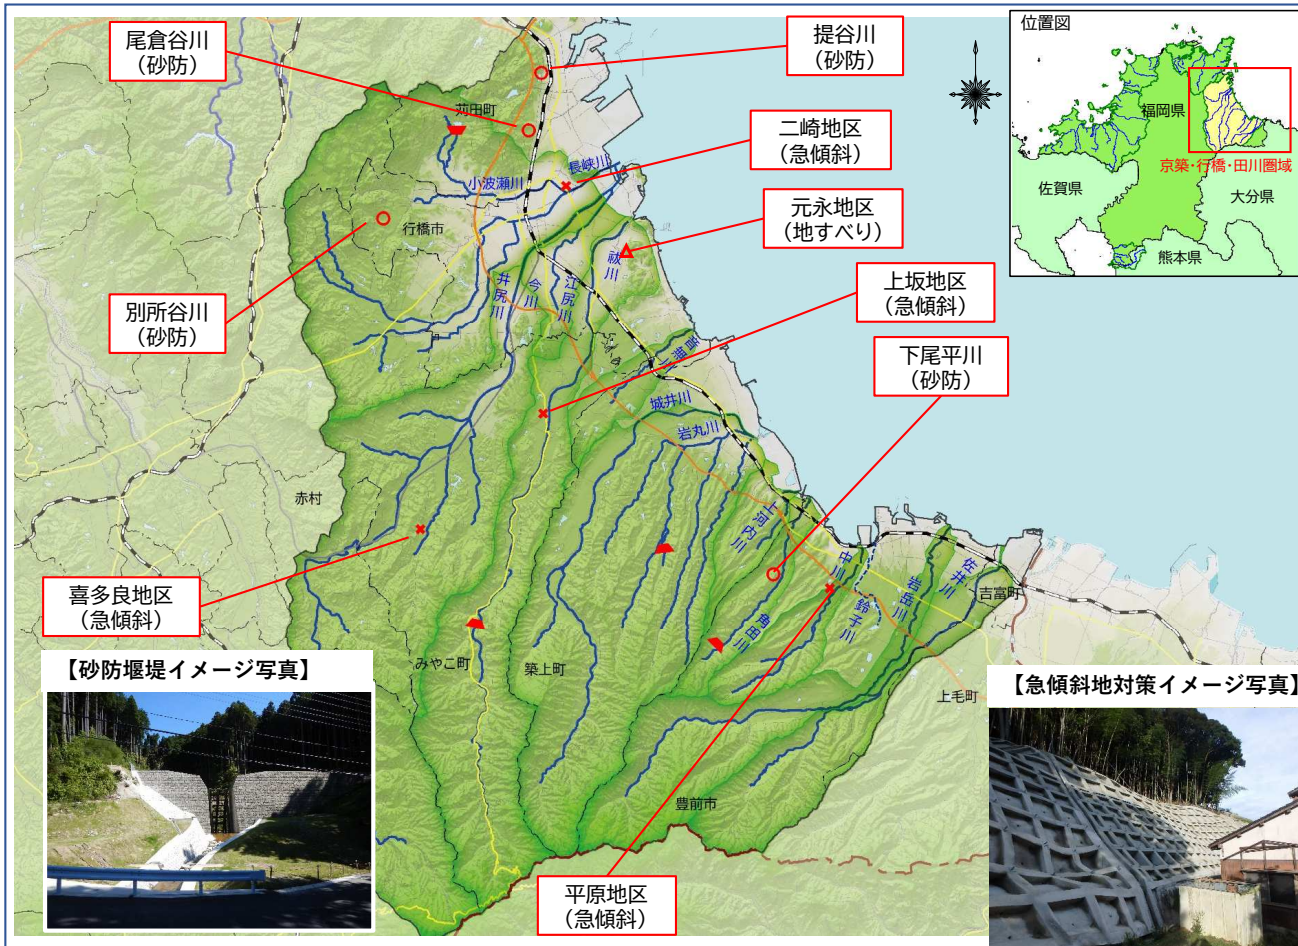 尾倉谷川
（砂防）
提谷川
（砂防）
二崎地区
（急傾斜）
元永地区
（地すべり）
上坂地区
（急傾斜）
下尾平川
（砂防）
別所谷川
（砂防）
喜多良地区
（急傾斜）
平原地区
（急傾斜）
位置図
福岡県
佐賀県
大分県
熊本県
京築・行橋・田川圏域
苅田町
長峡川
小波瀬川
行橋市
祓川
井尻川
今川
江尻川
音無川
城井川
岩丸川
赤村
上河内川
中川
佐井川
岩岳川
吉富町
鈴子川
角田川
みやこ町
築上町
上毛町
豊前市
【砂防堰堤イメージ写真】
【急傾斜地対策イメージ写真】